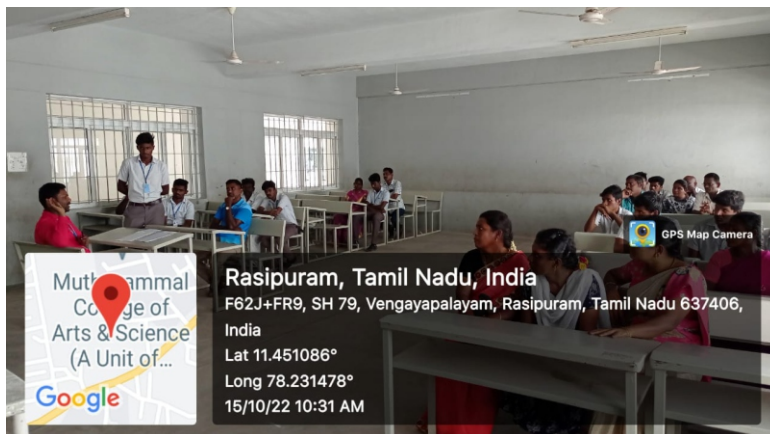 GPS Map Camera
Muthammal
College of
Arts & Science
(A Unit of...
Google
Rasipuram, Tamil Nadu, India
F62J+FR9, SH 79, Vengayapalayam, Rasipuram, Tamil Nadu 637406,
India
Lat 11.451086°
Long 78.231478°
15/10/22 10:31 AM